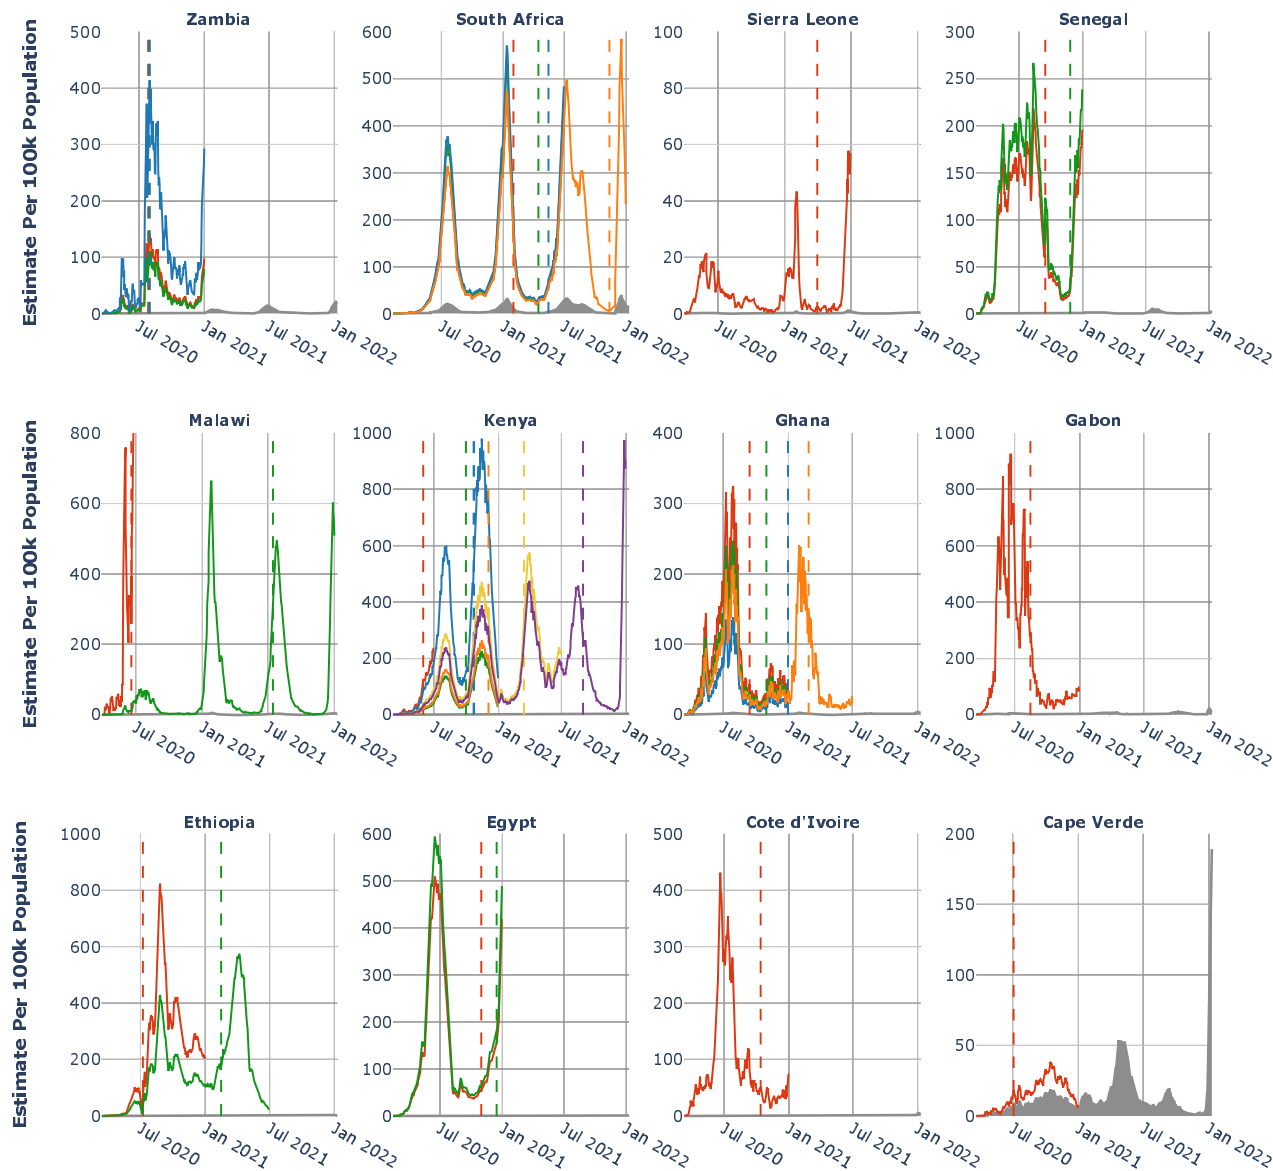 Zambia
South Africa
Sierra Leone
Senegal
Estimate Per 100k Population
500
400
300
200
100
0
Jul 2020
Jan 2021
Jul 2021
Jan 2022
600
500
400
300
200
100
0
Jul 2020
Jan 2021
Jul 2021
Jan 2022
100
80
60
40
20
0
Jul 2020
Jan 2021
Jul 2021
Jan 2022
300
250
200
150
100
50
0
Jul 2020
Jan 2021
Jul 2021
Jan 2022
Malawi
Kenya
Ghana
Gabon
Estimate Per 100k Population
800
600
400
200
0
Jul 2020
Jan 2021
Jul 2021
Jan 2022
1000
800
600
400
200
0
Jul 2020
Jan 2021
Jul 2021
Jan 2022
400
300
200
100
0
Jul 2020
Jan 2021
Jul 2021
Jan 2022
1000
800
600
400
200
0
Jul 2020
Jan 2021
Jul 2021
Jan 2022
Ethiopia
Egypt
Cote d'Ivoire
Cape Verde
Estimate Per 100k Population
1000
800
600
400
200
0
Jul 2020
Jan 2021
Jul 2021
Jan 2022
600
500
400
300
200
100
0
Jul 2020
Jan 2021
Jul 2021
Jan 2022
500
400
300
200
100
0
Jul 2020
Jan 2021
Jul 2021
Jan 2022
200
150
100
50
0
Jul 2020
Jan 2021
Jul 2021
Jan 2022